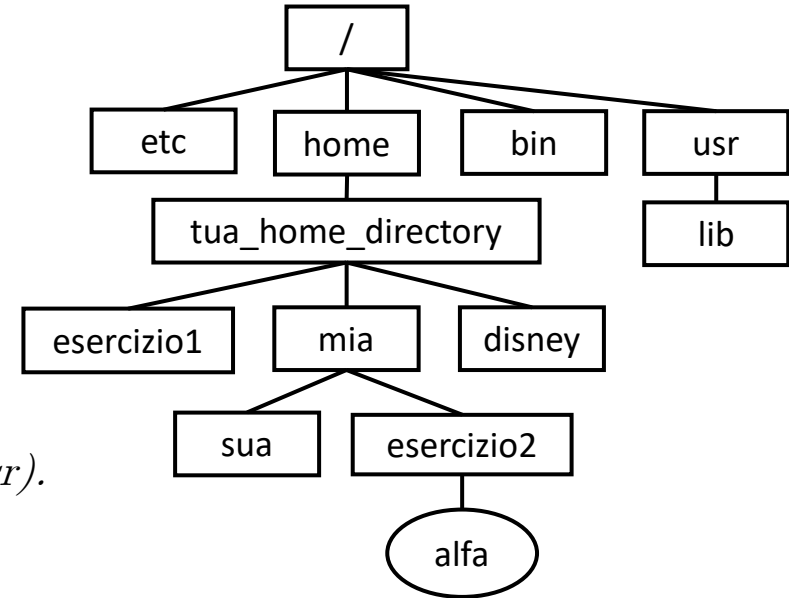 /
etc home bin usr
tua_home_directory lib
esercizio1 mia disney
sua esercizio2
r).
alfa